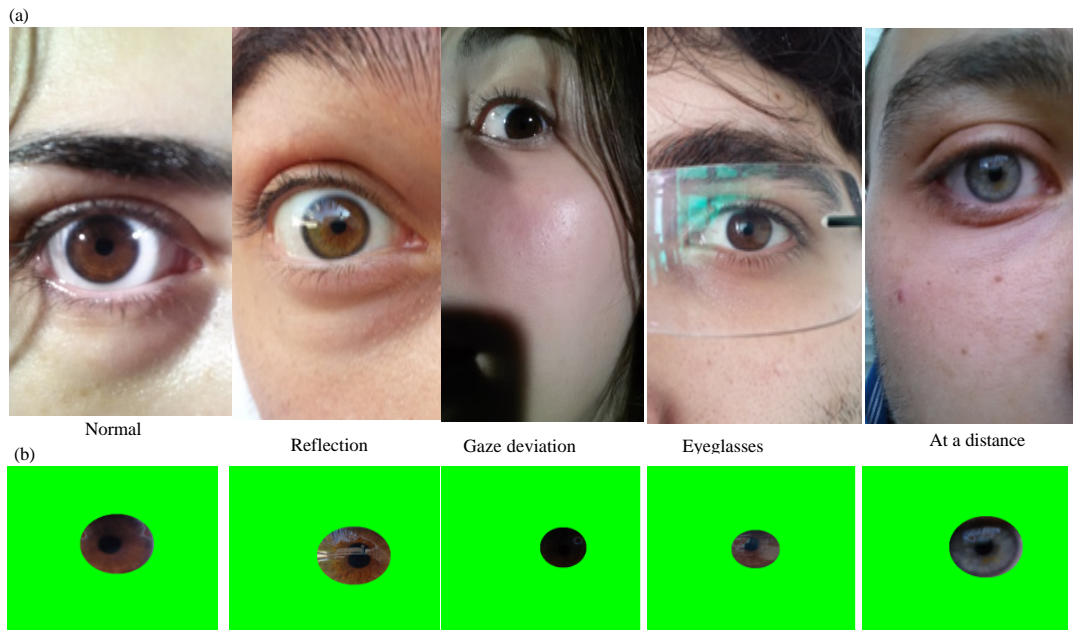 (a)
Normal
Reflection
Gaze deviation
Eyeglasses
At a distance
(b)